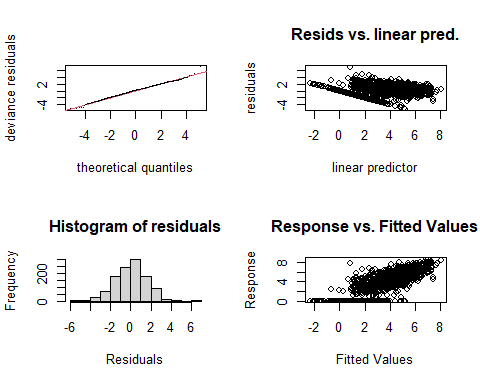 deviance residuals
-4 2
-4 -2 0 2 4
theoretical quantiles
Resids vs. linear pred.
residuals
-4 2
-2 0 2 4 6 8
linear predictor
Histogram of residuals
Frequency
0 200
-6 -2 0 2 4 6
Residuals
Response vs. Fitted Values
Response
0 4 8
-2 0 2 4 6 8
Fitted Values